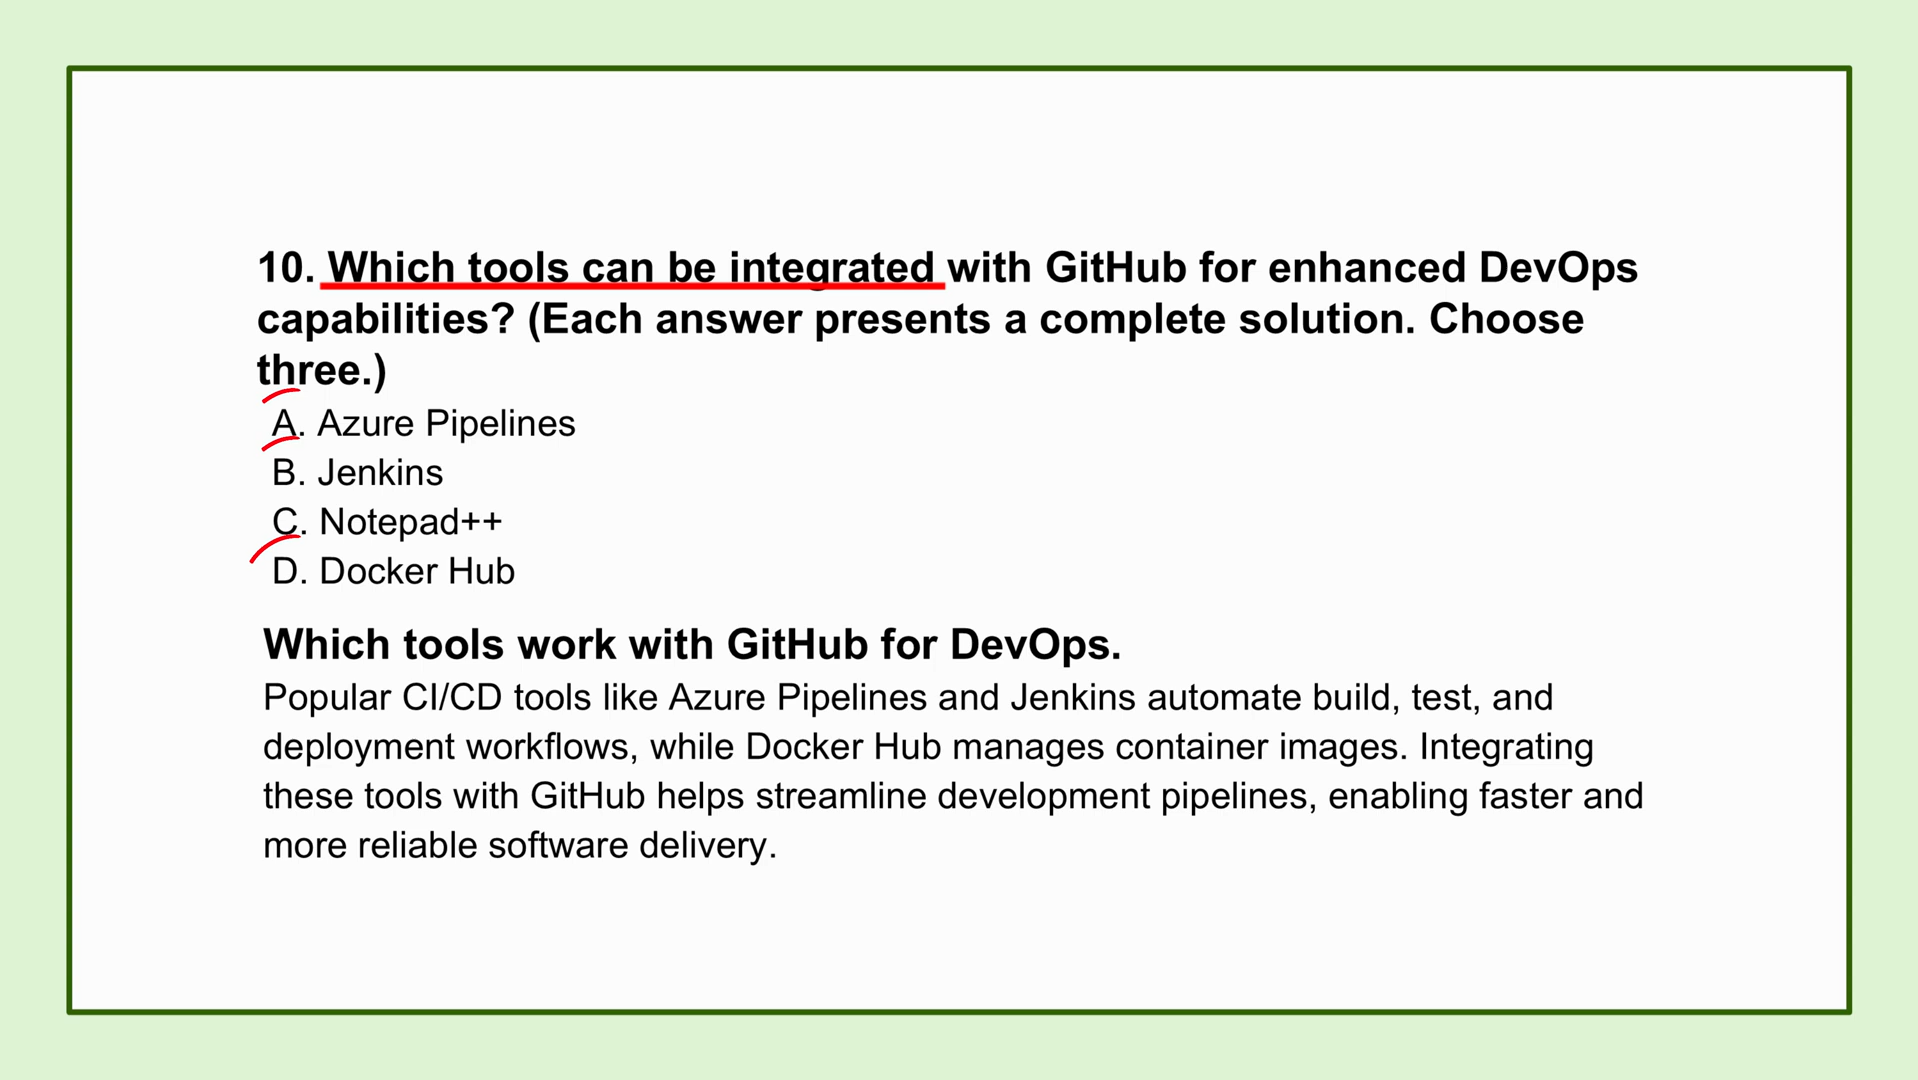 10. Which tools can be integrated with GitHub for enhanced DevOps
capabilities? (Each answer presents a complete solution. Choose
three.)
A. Azure Pipelines
B. Jenkins
C. Notepad++
D. Docker Hub
Which tools work with GitHub for DevOps.
Popular CI/CD tools like Azure Pipelines and Jenkins automate build, test, and
deployment workflows, while Docker Hub manages container images. Integrating
these tools with GitHub helps streamline development pipelines, enabling faster and
more reliable software delivery.